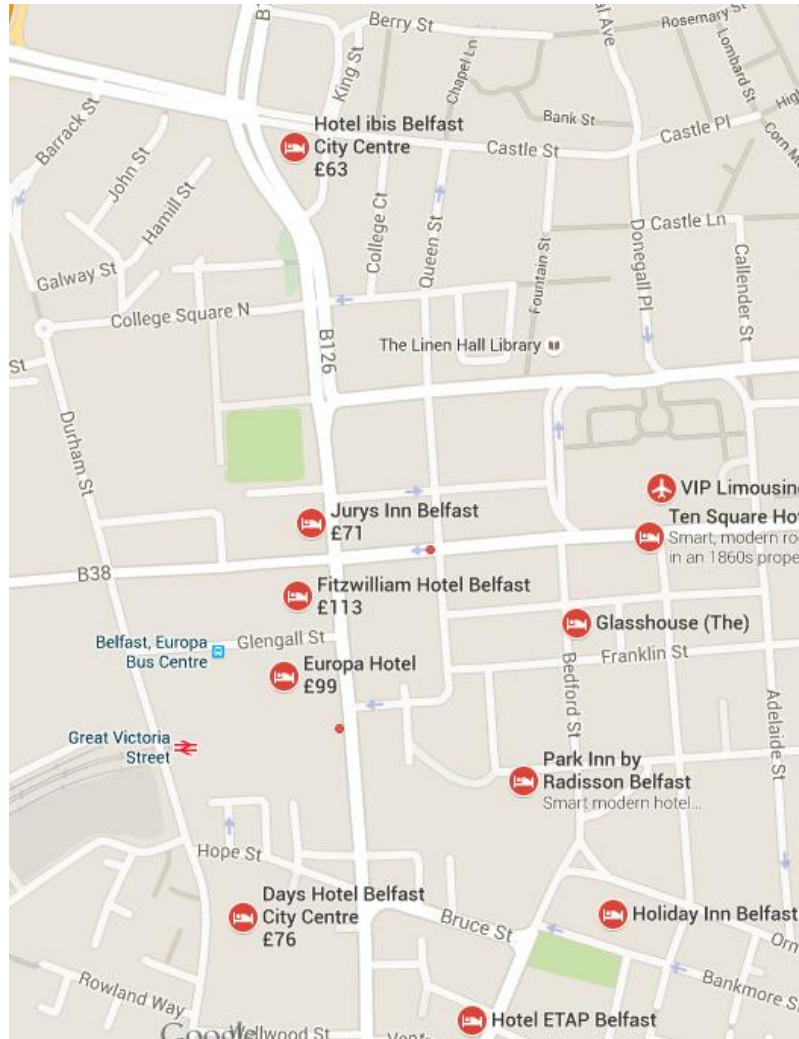 Berry St
Rosemary St
al Ave
King St
Chapel Ln
Lombard St
Bank St
Castle Pl
High
Hotel ibis Belfast
City Centre
£63
Castle St
Corn M
Barrack St
John St
Hamill St
Galway St
College Ct
Queen St
Fountain St
Donegall Pl
Castle Ln
Callender St
College Square N
B126
The Linen Hall Library
St
Durham St
VIP Limousin
Jurys Inn Belfast
£71
Ten Square Hot
Smart, modern ro
in an 1860s prope
B38
Fitzwilliam Hotel Belfast
£113
Glasshouse (The)
Belfast, Europa
Bus Centre
Glengall St
Europa Hotel
£99
Franklin St
Bedford St
Adelaide St
Great Victoria
Street
Park Inn by
Radisson Belfast
Smart modern hotel...
Hope St
Days Hotel Belfast
City Centre
£76
Bruce St
Holiday Inn Belfast
Orm
Rowland Way
Bankmore S
Google
Wellwood St
Hotel ETAP Belfast